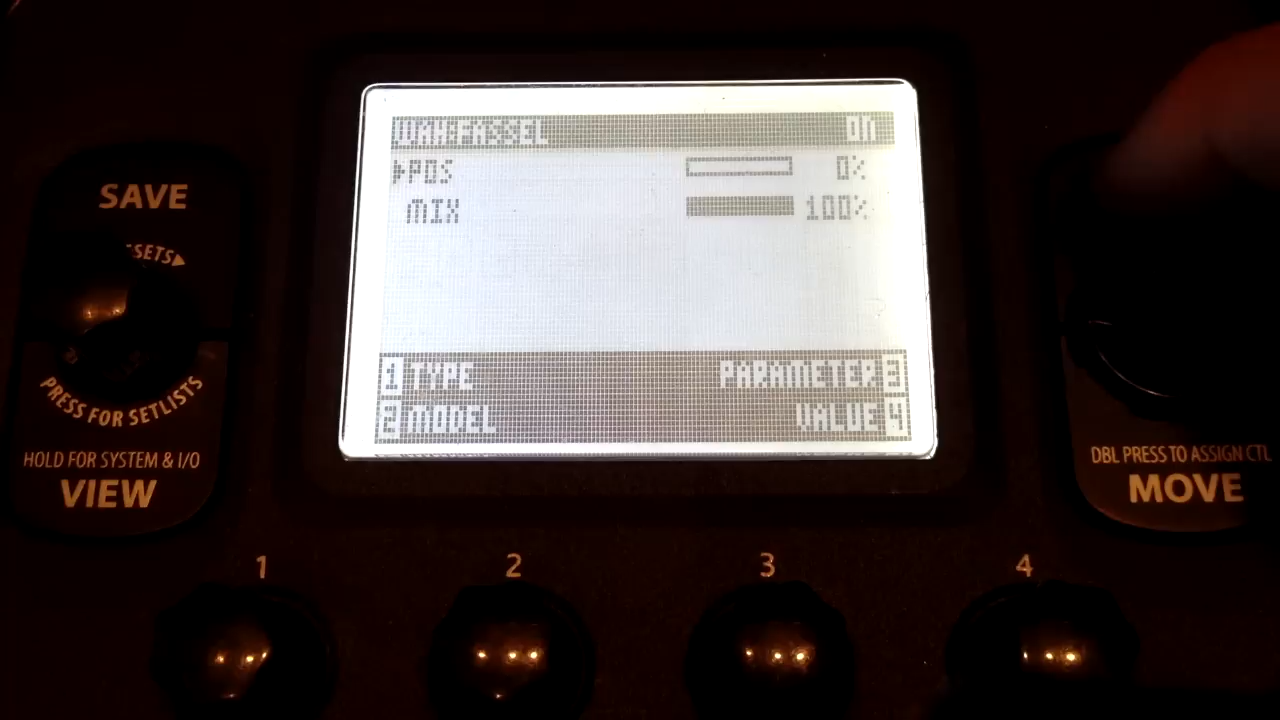 WAH:FASSEL On
POS 0%
MIX 100%
1 TYPE PARAMETER 3
2 MODEL VALUE 4
SAVE
SETS
PRESS FOR SETLISTS
HOLD FOR SYSTEM & I/O
VIEW
DBL PRESS TO ASSIGN CTL
MOVE
1 2 3 4